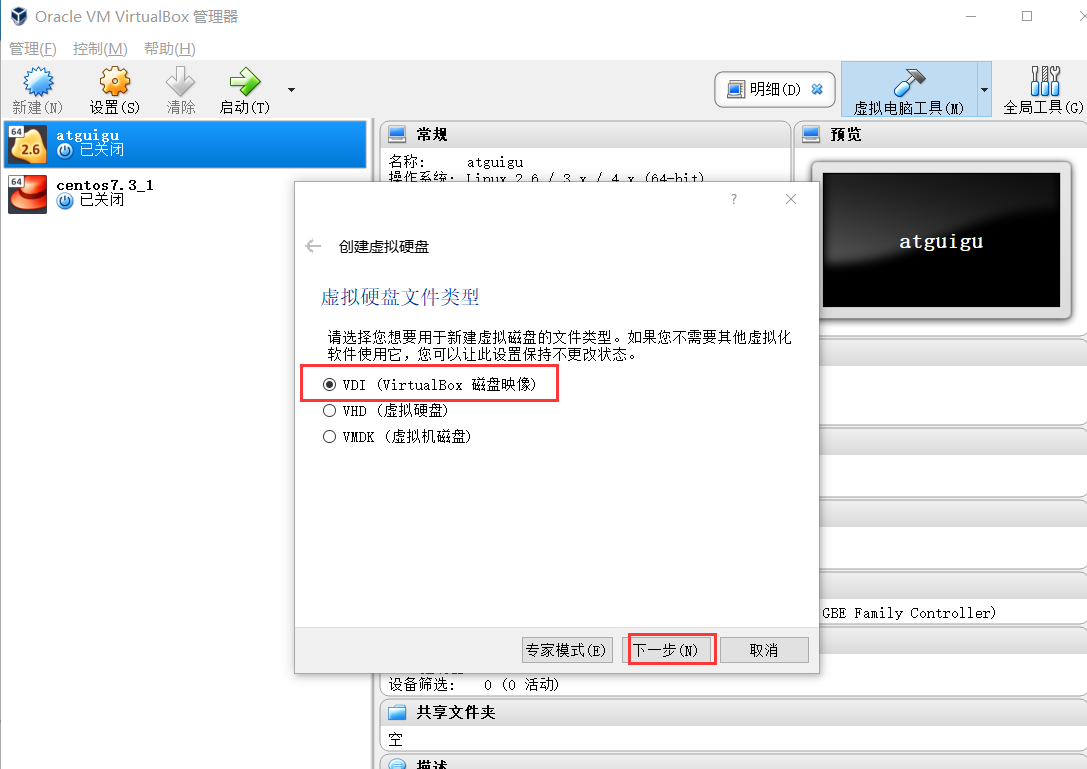 Oracle VM VirtualBox 管理器
管理(F) 控制(M) 帮助(H)
新建(N) 设置(S) 清除 启动(T) 明细(D) 虚拟电脑工具(M) 全局工具(G)
64 2.6 atguigu
已关闭
64 centos7.3_1
已关闭
常规
名称: atguigu
操作系统: Linux 2.6 / 3.x / 4.x (64-bit)
预览
atguigu
?
创建虚拟硬盘
虚拟硬盘文件类型
请选择您想要用于新建虚拟磁盘的文件类型。如果您不需要其他虚拟化
软件使用它，您可以让此设置保持不更改状态。
VDI (VirtualBox 磁盘映像)
VHD (虚拟硬盘)
VMDK (虚拟机磁盘)
专家模式(E) 下一步(N) 取消
GBE Family Controller)
设备筛选: 0 (0 活动)
共享文件夹
空
描述